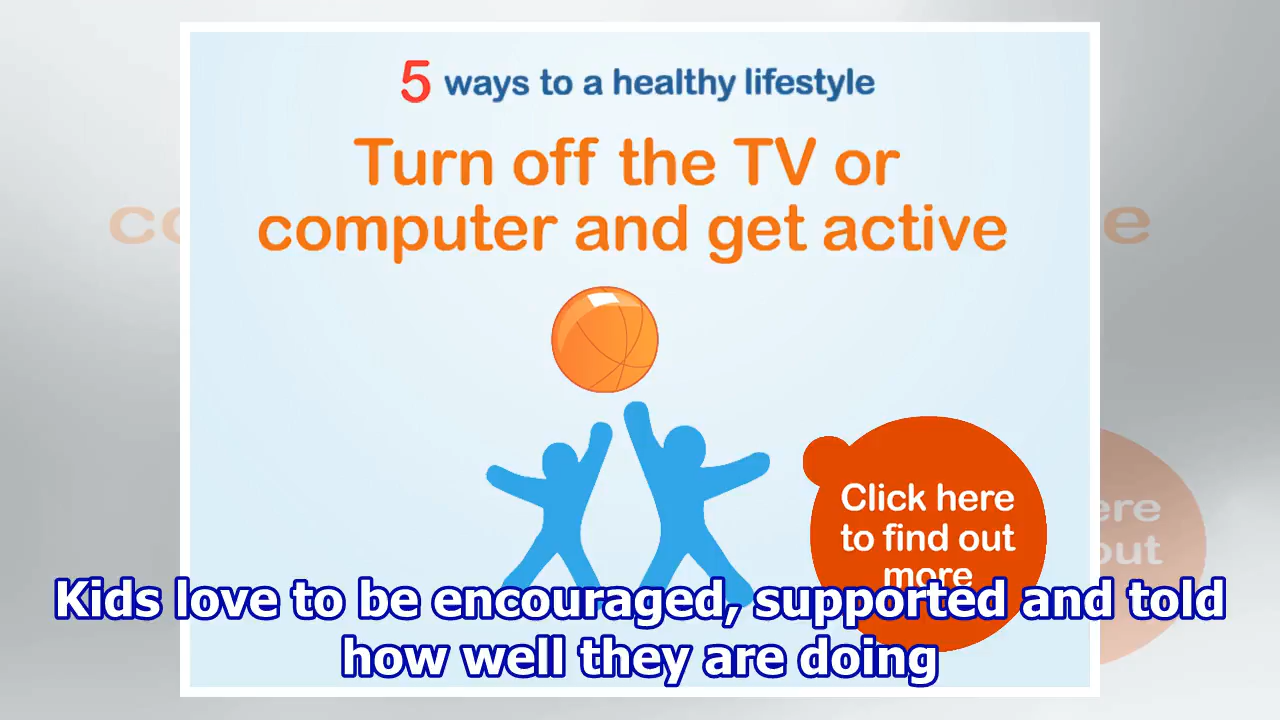 5 ways to a healthy lifestyle
Turn off the TV or
computer and get active
Click here
to find out
more
Kids love to be encouraged, supported and told
how well they are doing